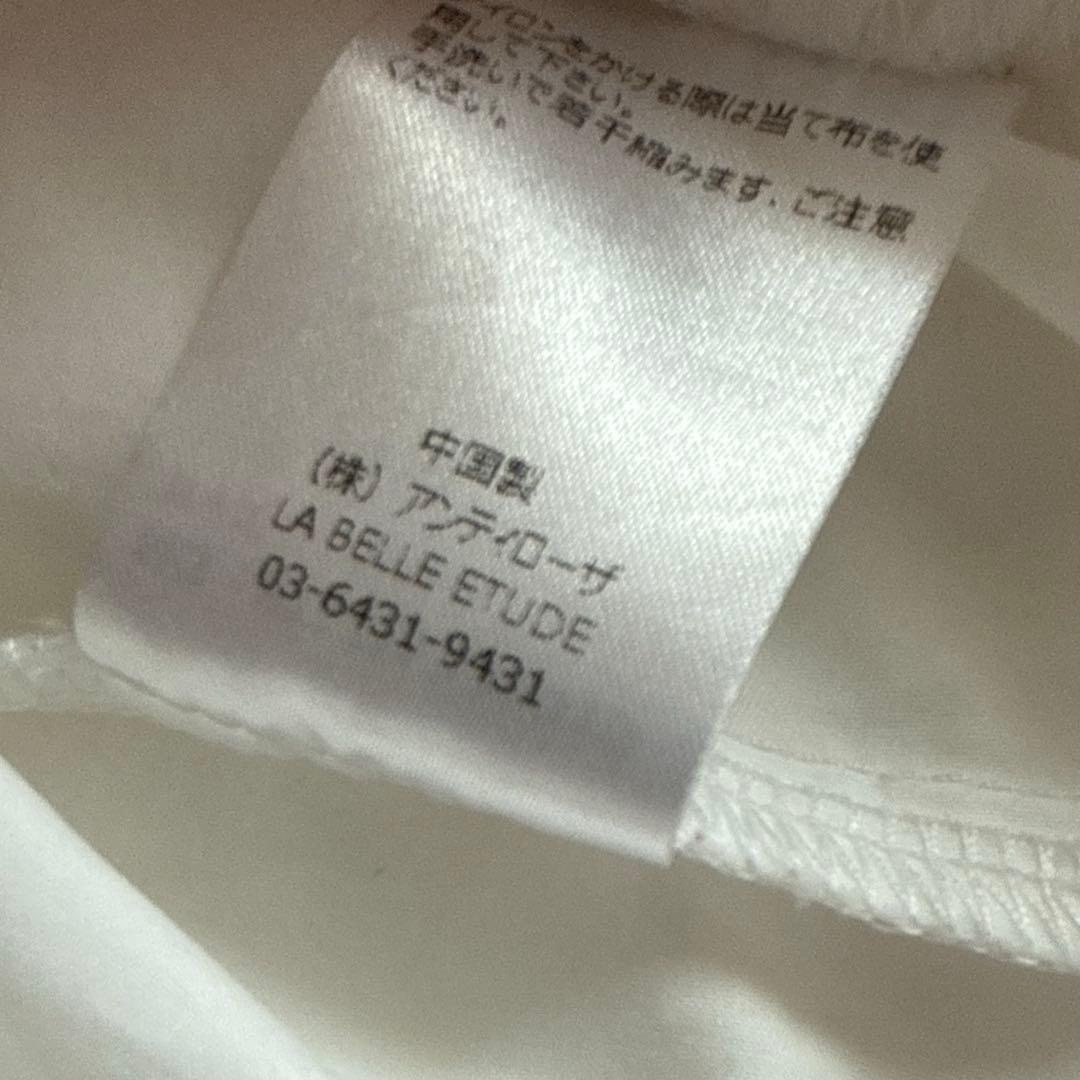 アイロンをかける際は当て布を使
用して下さい。
手洗いで若干縮みます、ご注意
ください。
中国製
(株) アンティローザ
LA BELLE ETUDE
03-6431-9431